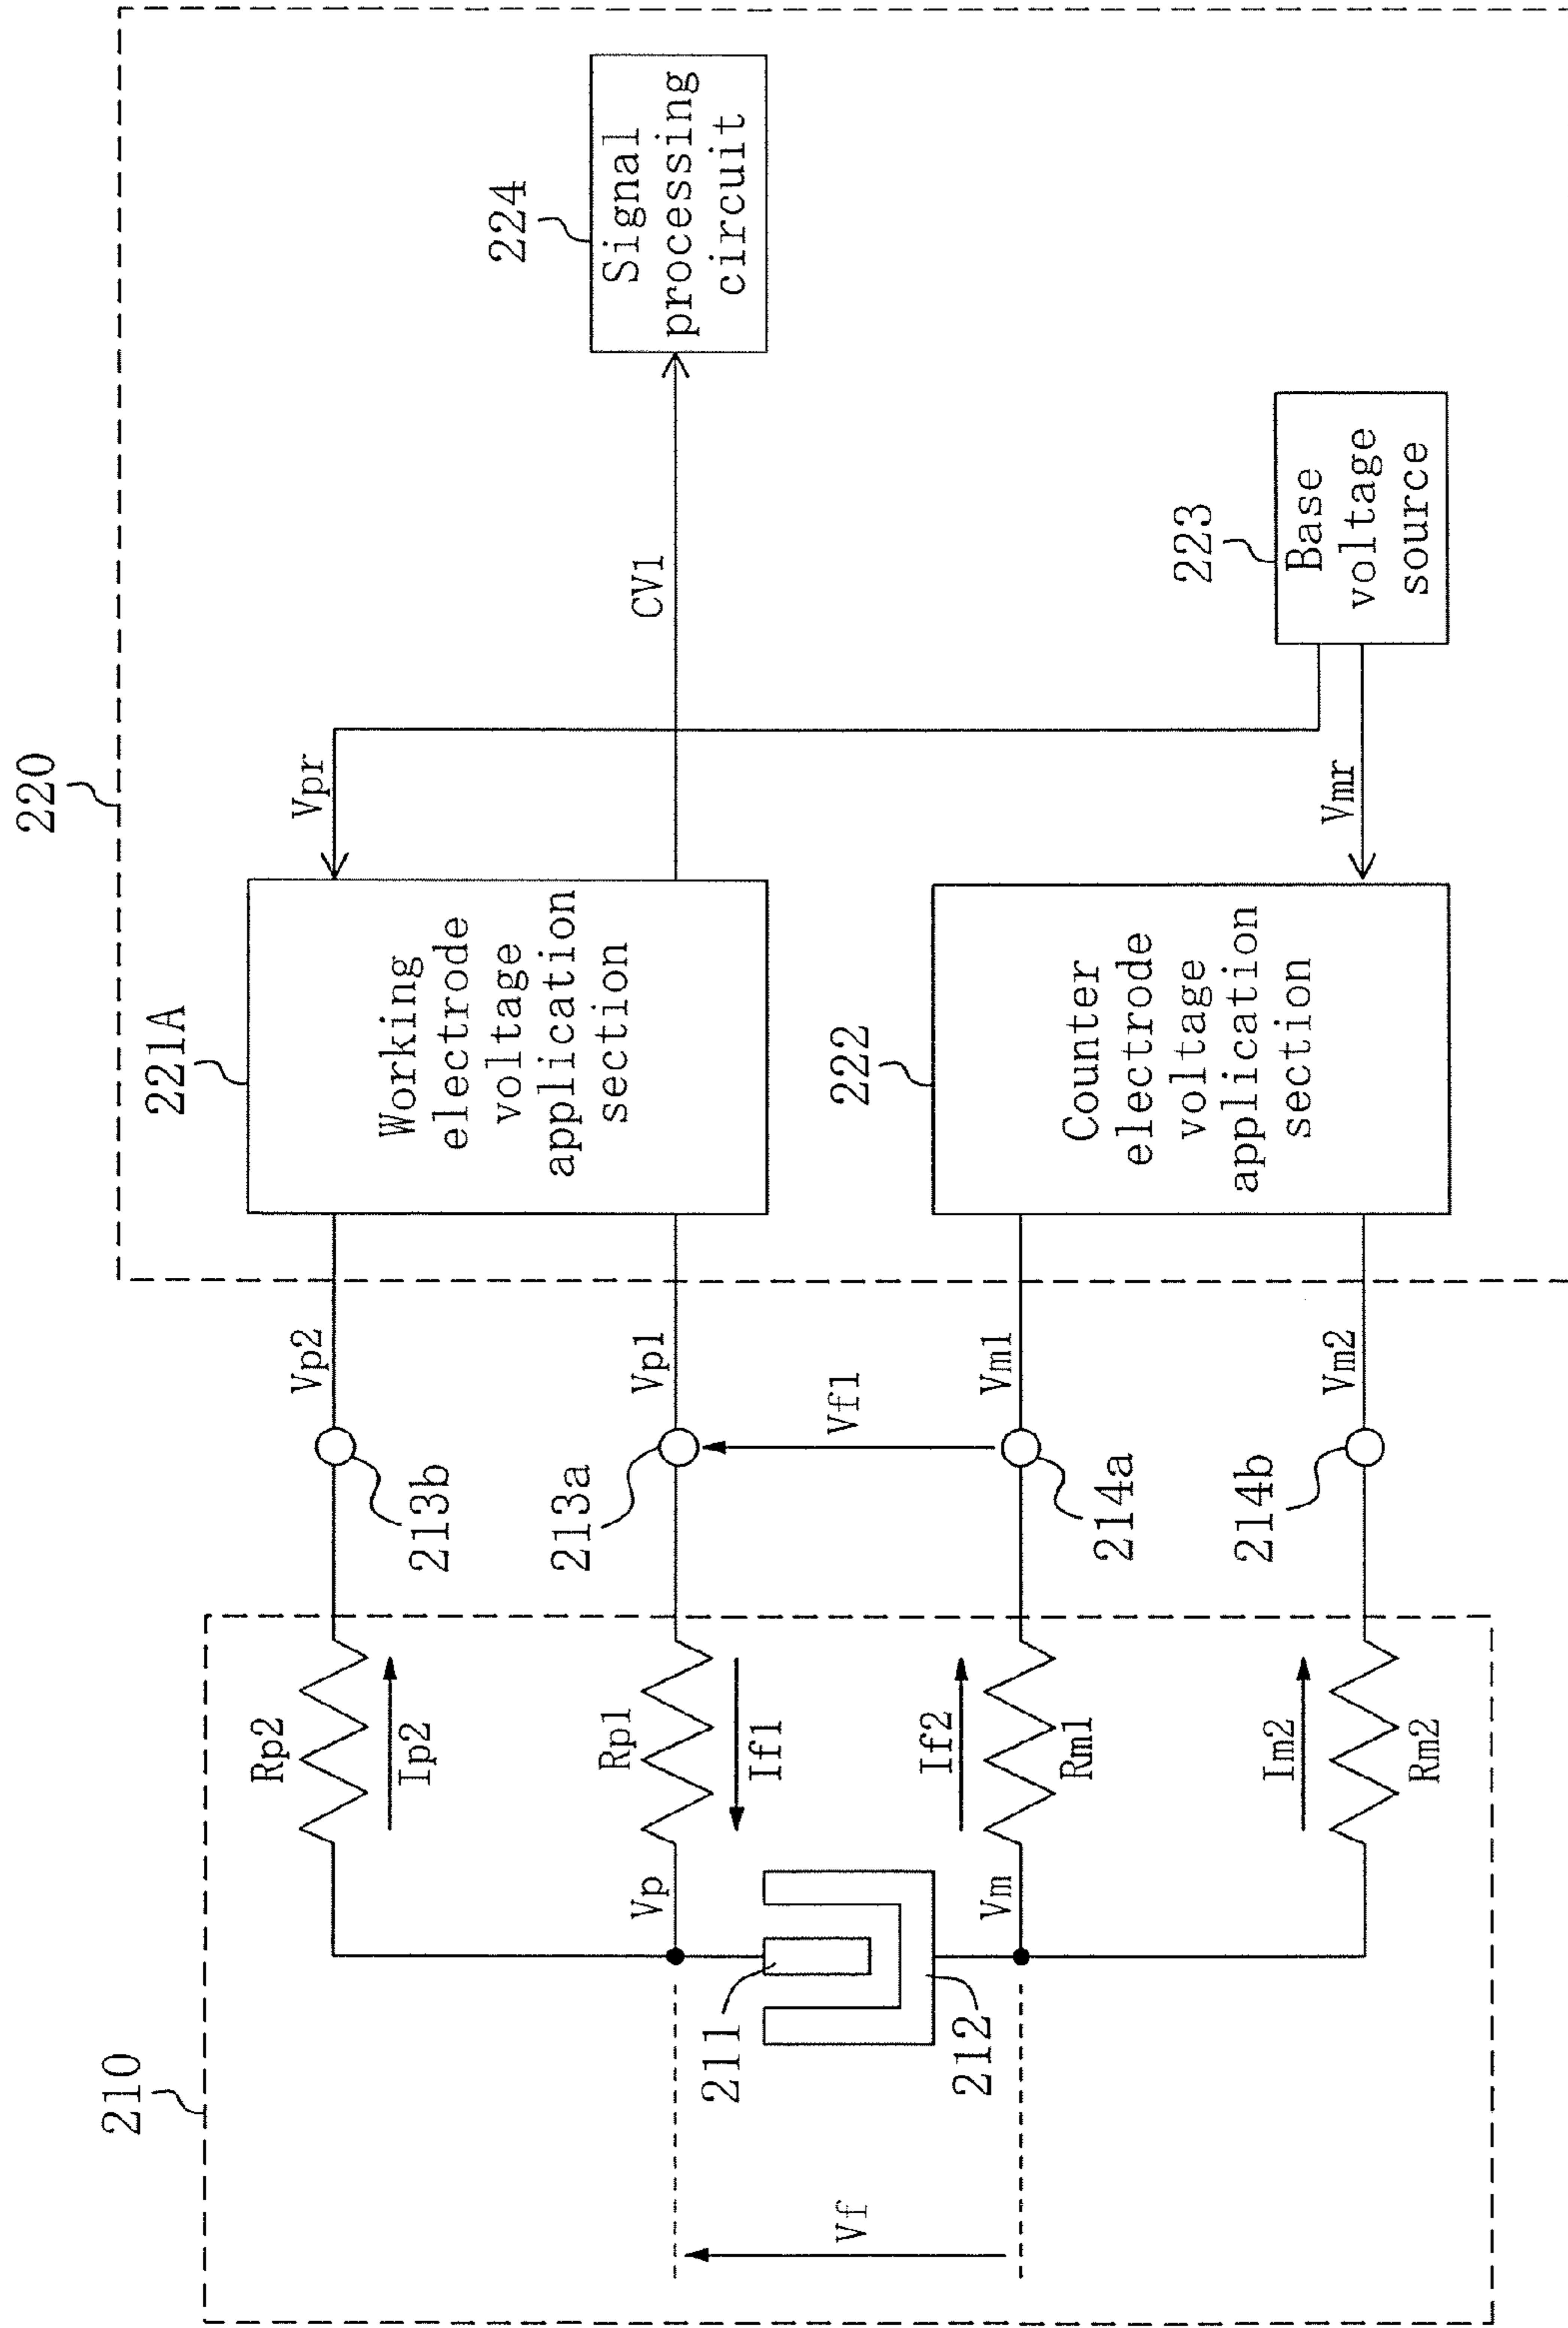 220
224
Signal
processing
circuit
CV1
Vpr
223
Base
voltage
source
Vmr
221A
Working
electrode
voltage
application
section
222
Counter
electrode
voltage
application
section
Vp2
Vp1
Vm1
Vm2
Vf1
213b
213a
214a
214b
210
Rp2
Ip2
Rp1
If1
If2
Rm1
Im2
Rm2
Vp
Vm
211
212
Vf